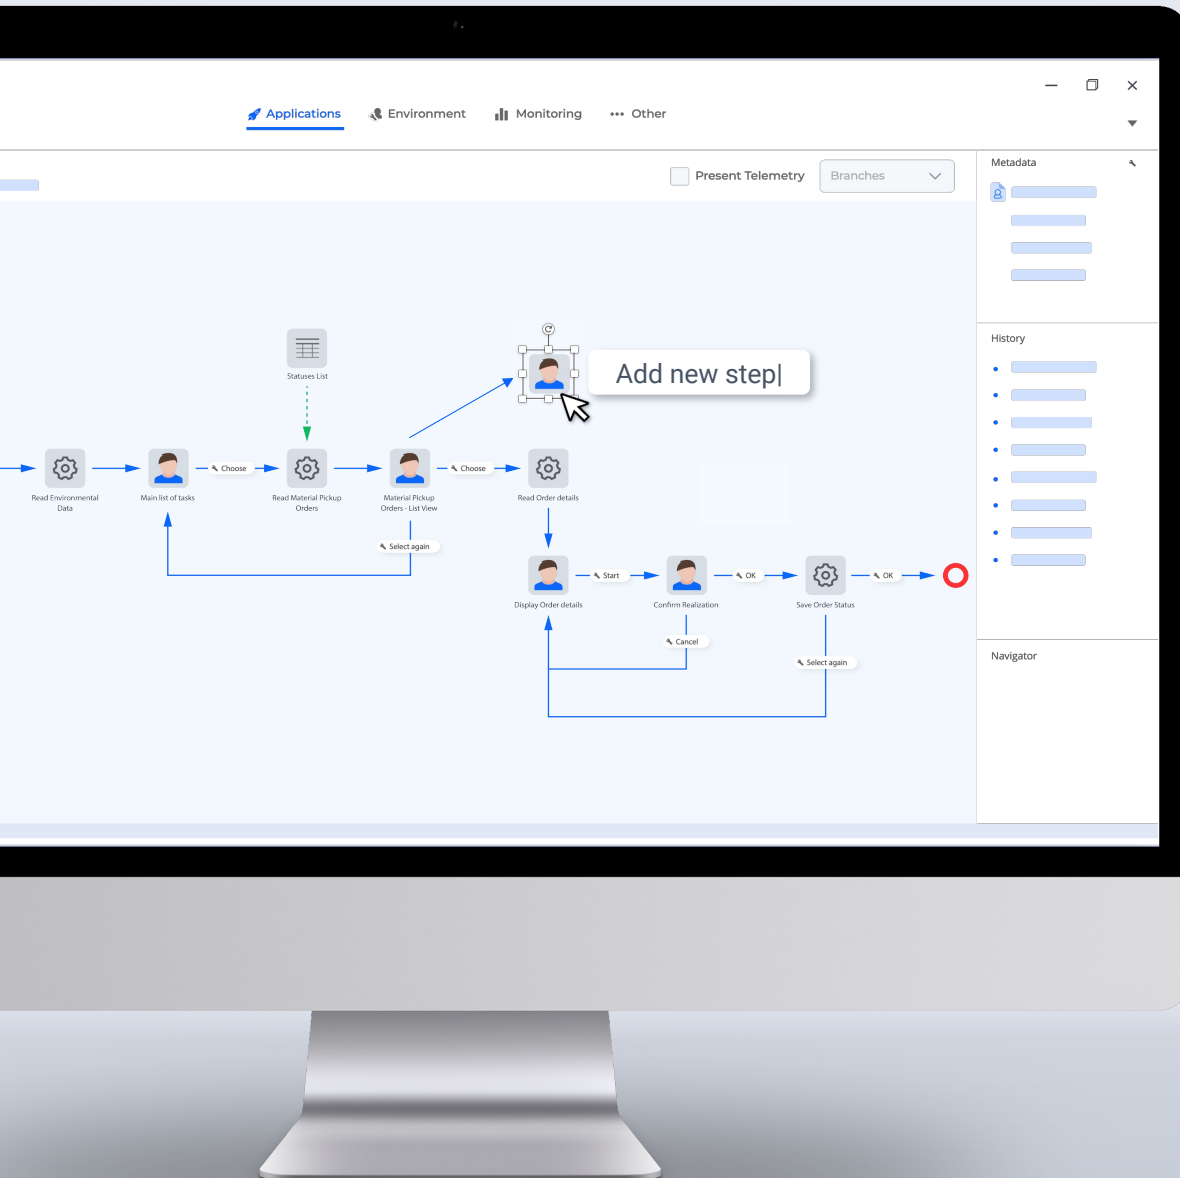 Applications
Environment
Monitoring
Other
Present Telemetry
Branches
Metadata
History
Statuses List
Add new step
Choose
Choose
Read Environmental
Data
Main list of tasks
Read Material Pickup
Orders
Material Pickup
Orders - List View
Read Order details
Select again
Start
OK
OK
Display Order details
Confirm Realization
Save Order Status
Cancel
Select again
Navigator